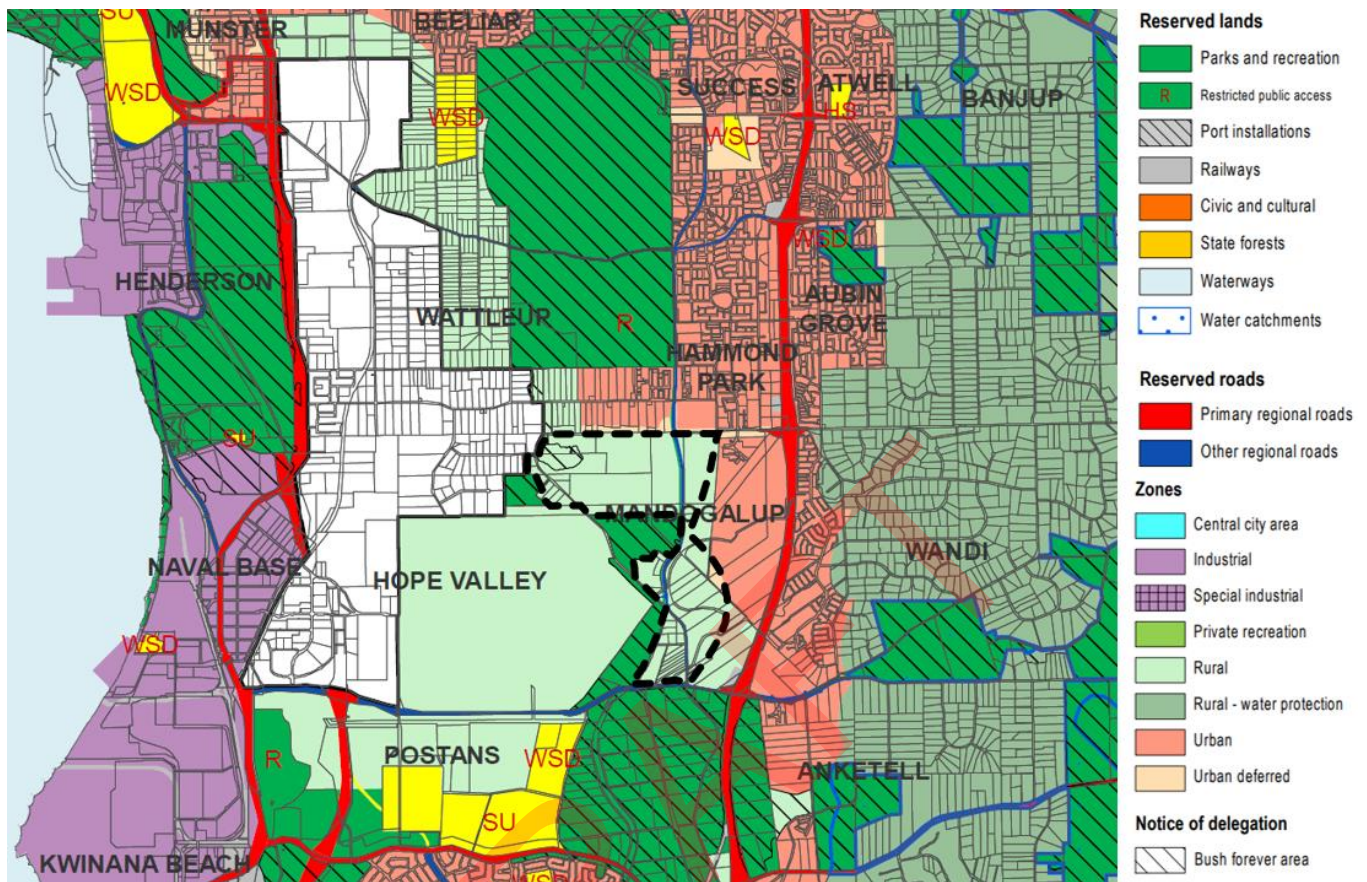 SU
MUNSTER
BEELIAR
WSD
WSD
SUCCESS
ATWELL
HS
BANJUP
WSD
WSD
HENDERSON
WATTLEUP
R
AUBIN
GROVE
HAMMOND
PARK
SU
MANDOGALUP
WANDI
NAVAL BASE
HOPE VALLEY
WSD
R
POSTANS
WSD
SU
ANKETELL
KWINANA BEACH
WSD
Reserved lands
Parks and recreation
R Restricted public access
Port installations
Railways
Civic and cultural
State forests
Waterways
Water catchments
Reserved roads
Primary regional roads
Other regional roads
Zones
Central city area
Industrial
Special industrial
Private recreation
Rural
Rural - water protection
Urban
Urban deferred
Notice of delegation
Bush forever area